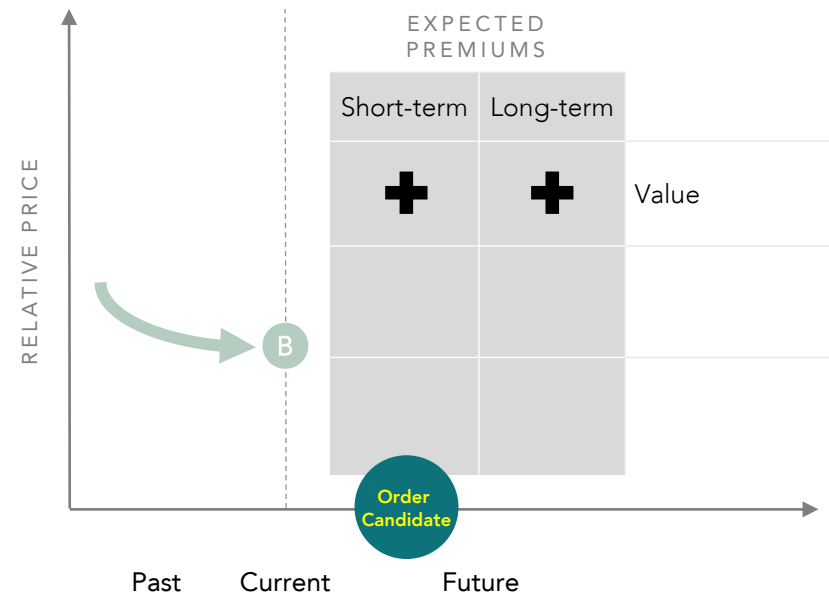 EXPECTED
PREMIUMS
Short-term Long-term
Value
RELATIVE PRICE
B
Order
Candidate
Past Current Future